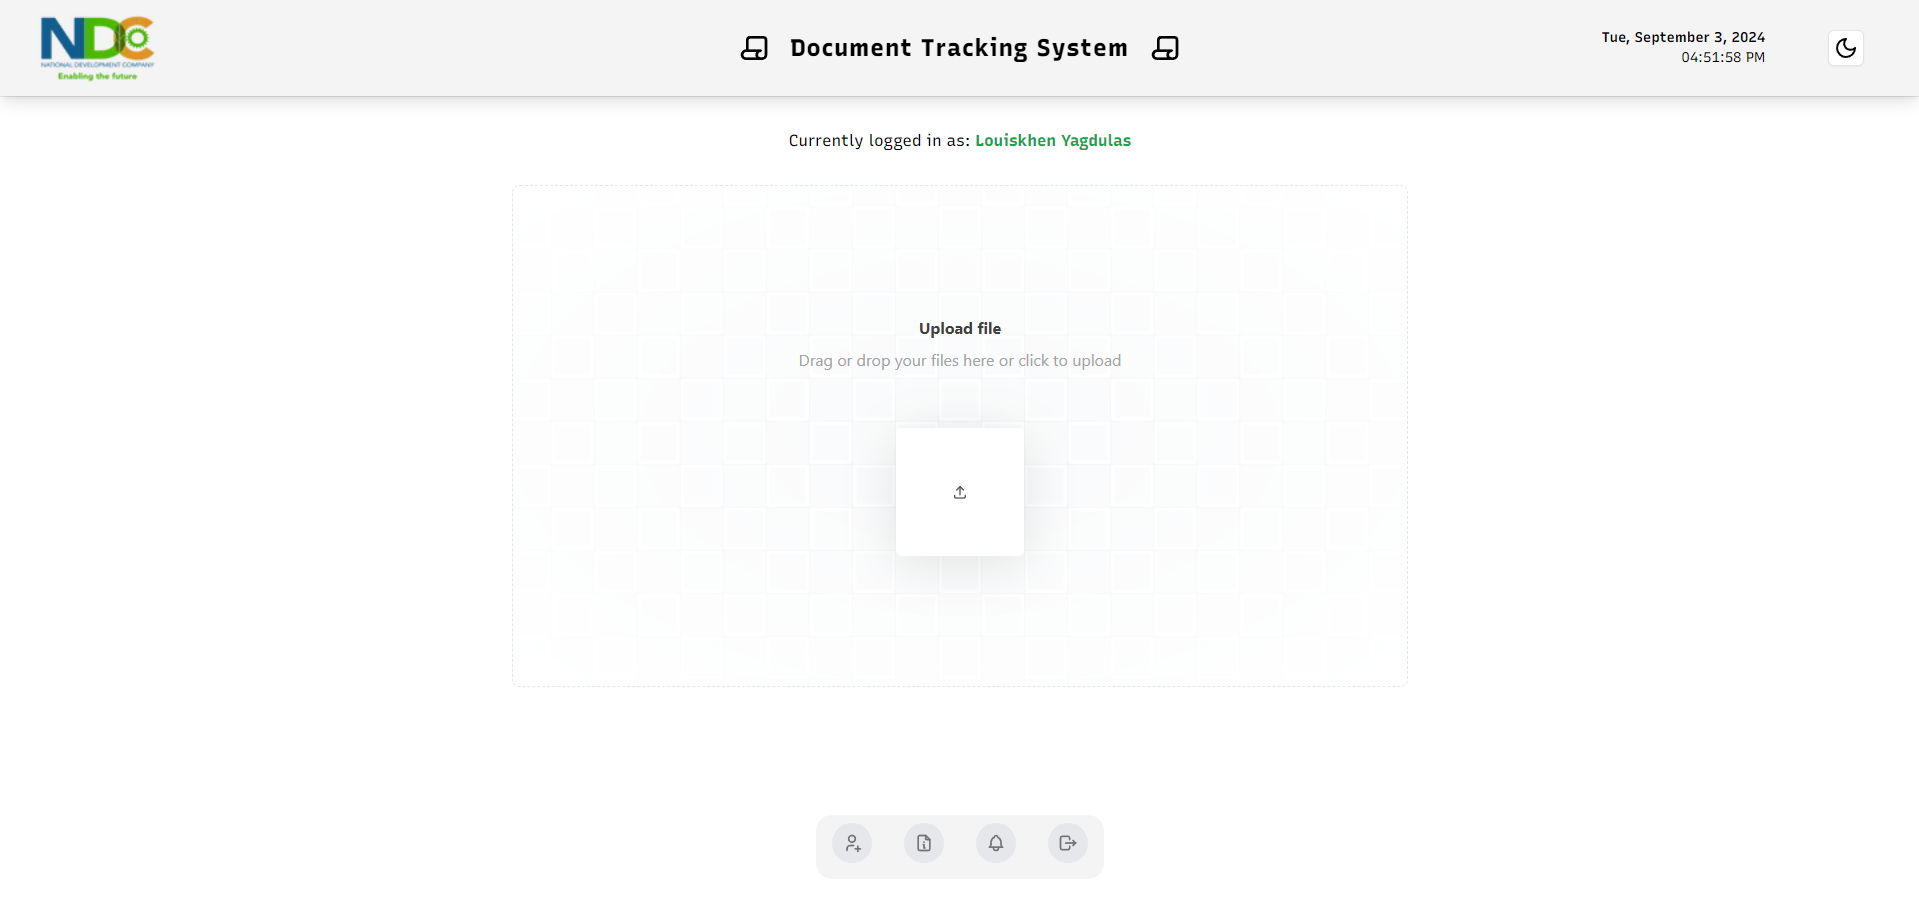 NDC
NATIONAL DEVELOPMENT COMPANY
Enabling the future
Document Tracking System
Tue, September 3, 2024
04:51:58 PM
Currently logged in as: Louiskhen Yagdulas
Upload file
Drag or drop your files here or click to upload